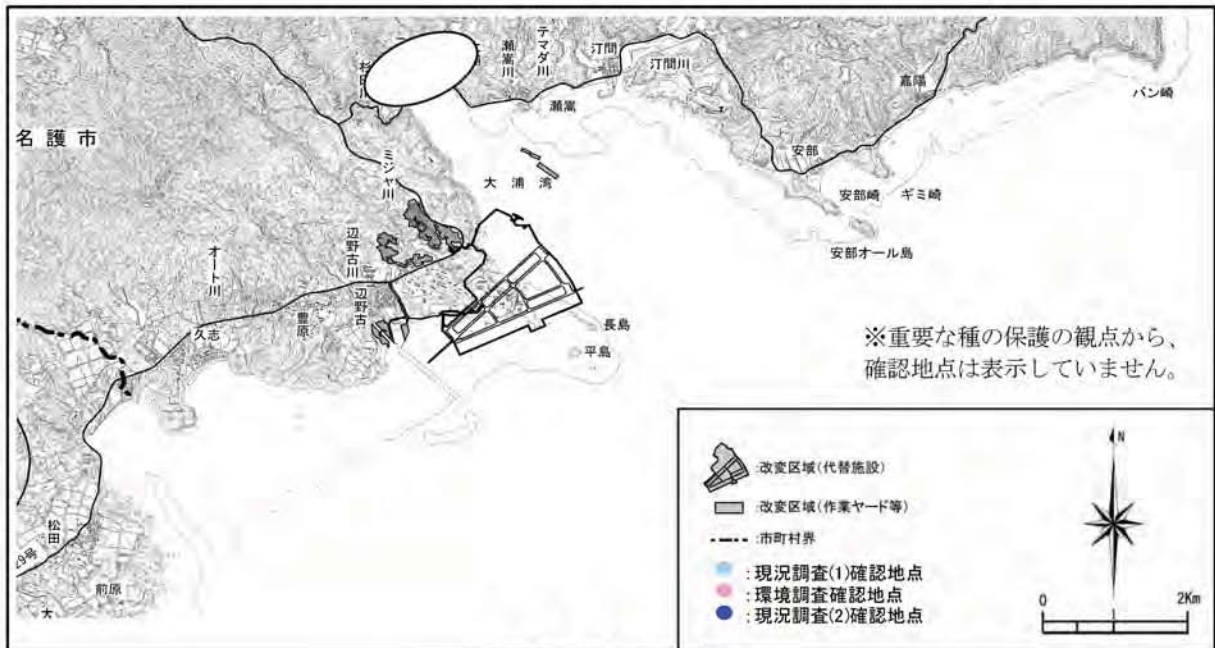 名護市
瀬嵩川
テマダ川
汀間
汀間川
瀬嵩
嘉陽
バン崎
安部
安部崎
ギミ崎
安部オール島
大浦湾
ミジャ川
辺野古川
辺野古
オート川
豊原
久志
長島
平島
松田
29号
前原
大
※重要な種の保護の観点から、
確認地点は表示していません。
:改変区域(代替施設)
:改変区域(作業ヤード等)
:市町村界
:現況調査(1)確認地点
:環境調査確認地点
:現況調査(2)確認地点
N
0 2Km